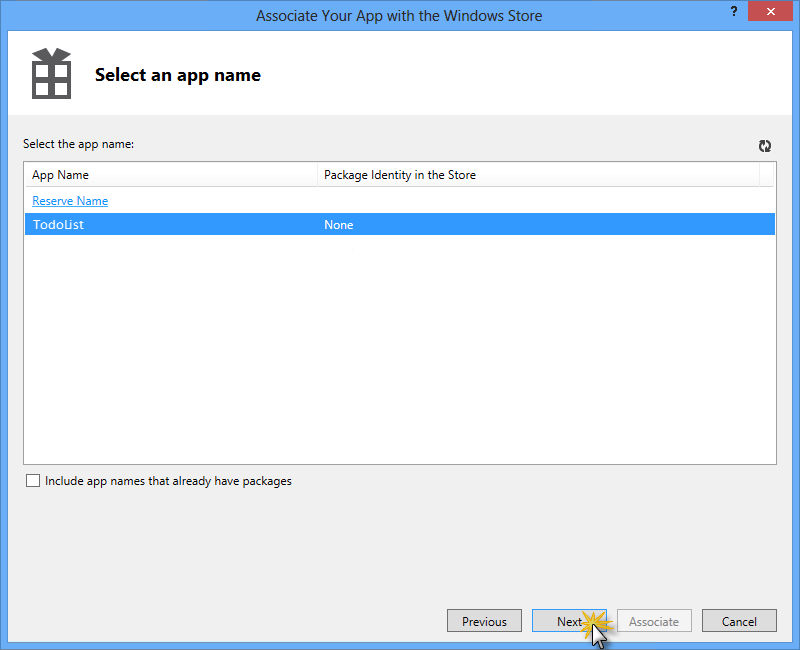 Associate Your App with the Windows Store
?
Select an app name
Select the app name:
App Name Package Identity in the Store
Reserve Name
TodoList None
Include app names that already have packages
Previous Next Associate Cancel